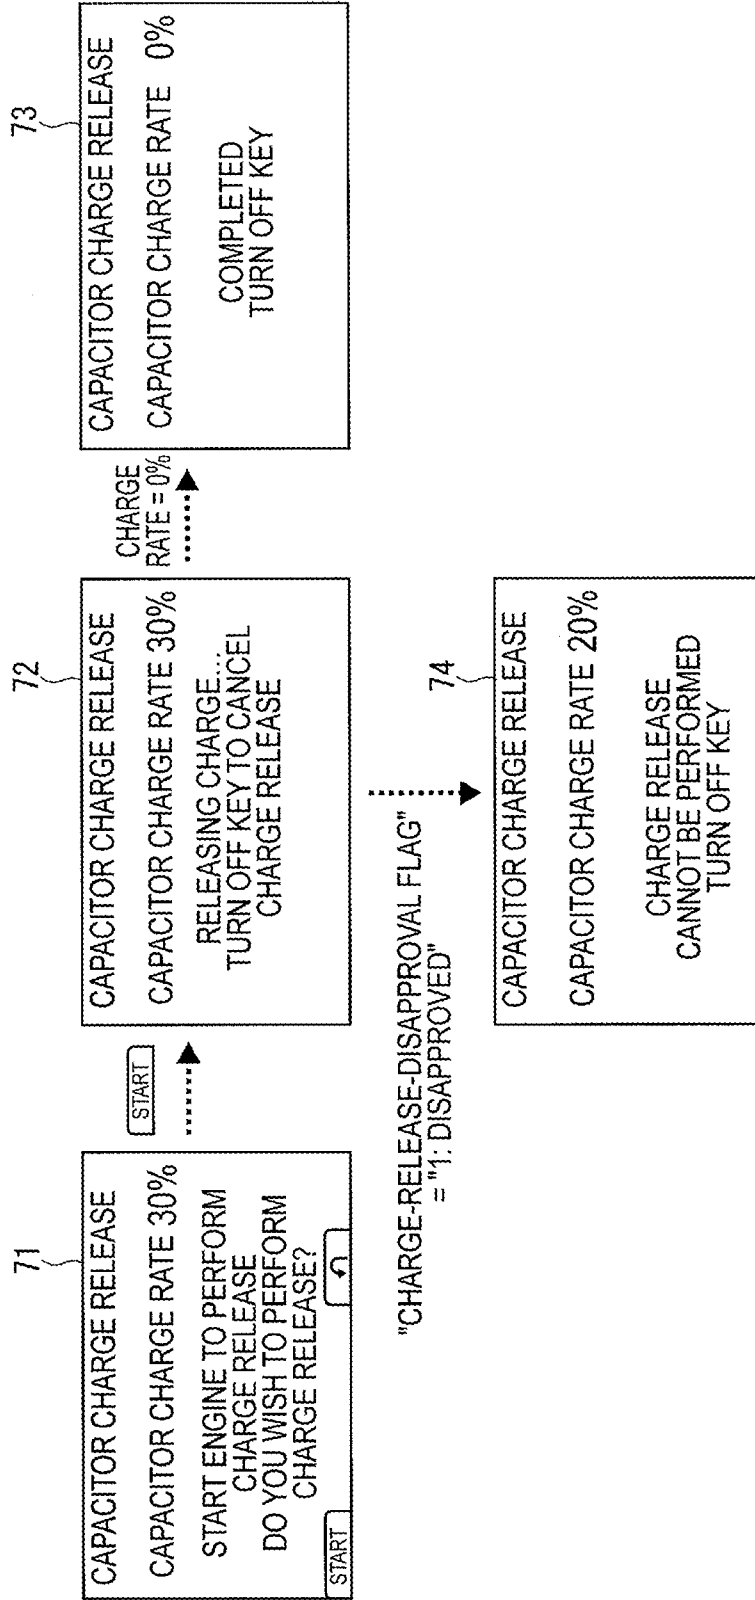 71
CAPACITOR CHARGE RELEASE
CAPACITOR CHARGE RATE 30%
START ENGINE TO PERFORM
CHARGE RELEASE
DO YOU WISH TO PERFORM
CHARGE RELEASE?
START
START
72
CAPACITOR CHARGE RELEASE
CAPACITOR CHARGE RATE 30%
RELEASING CHARGE...
TURN OFF KEY TO CANCEL
CHARGE RELEASE
CHARGE
RATE = 0%
73
CAPACITOR CHARGE RELEASE
CAPACITOR CHARGE RATE 0%
COMPLETED
TURN OFF KEY
"CHARGE-RELEASE-DISAPPROVAL FLAG"
= "1: DISAPPROVED"
74
CAPACITOR CHARGE RELEASE
CAPACITOR CHARGE RATE 20%
CHARGE RELEASE
CANNOT BE PERFORMED
TURN OFF KEY